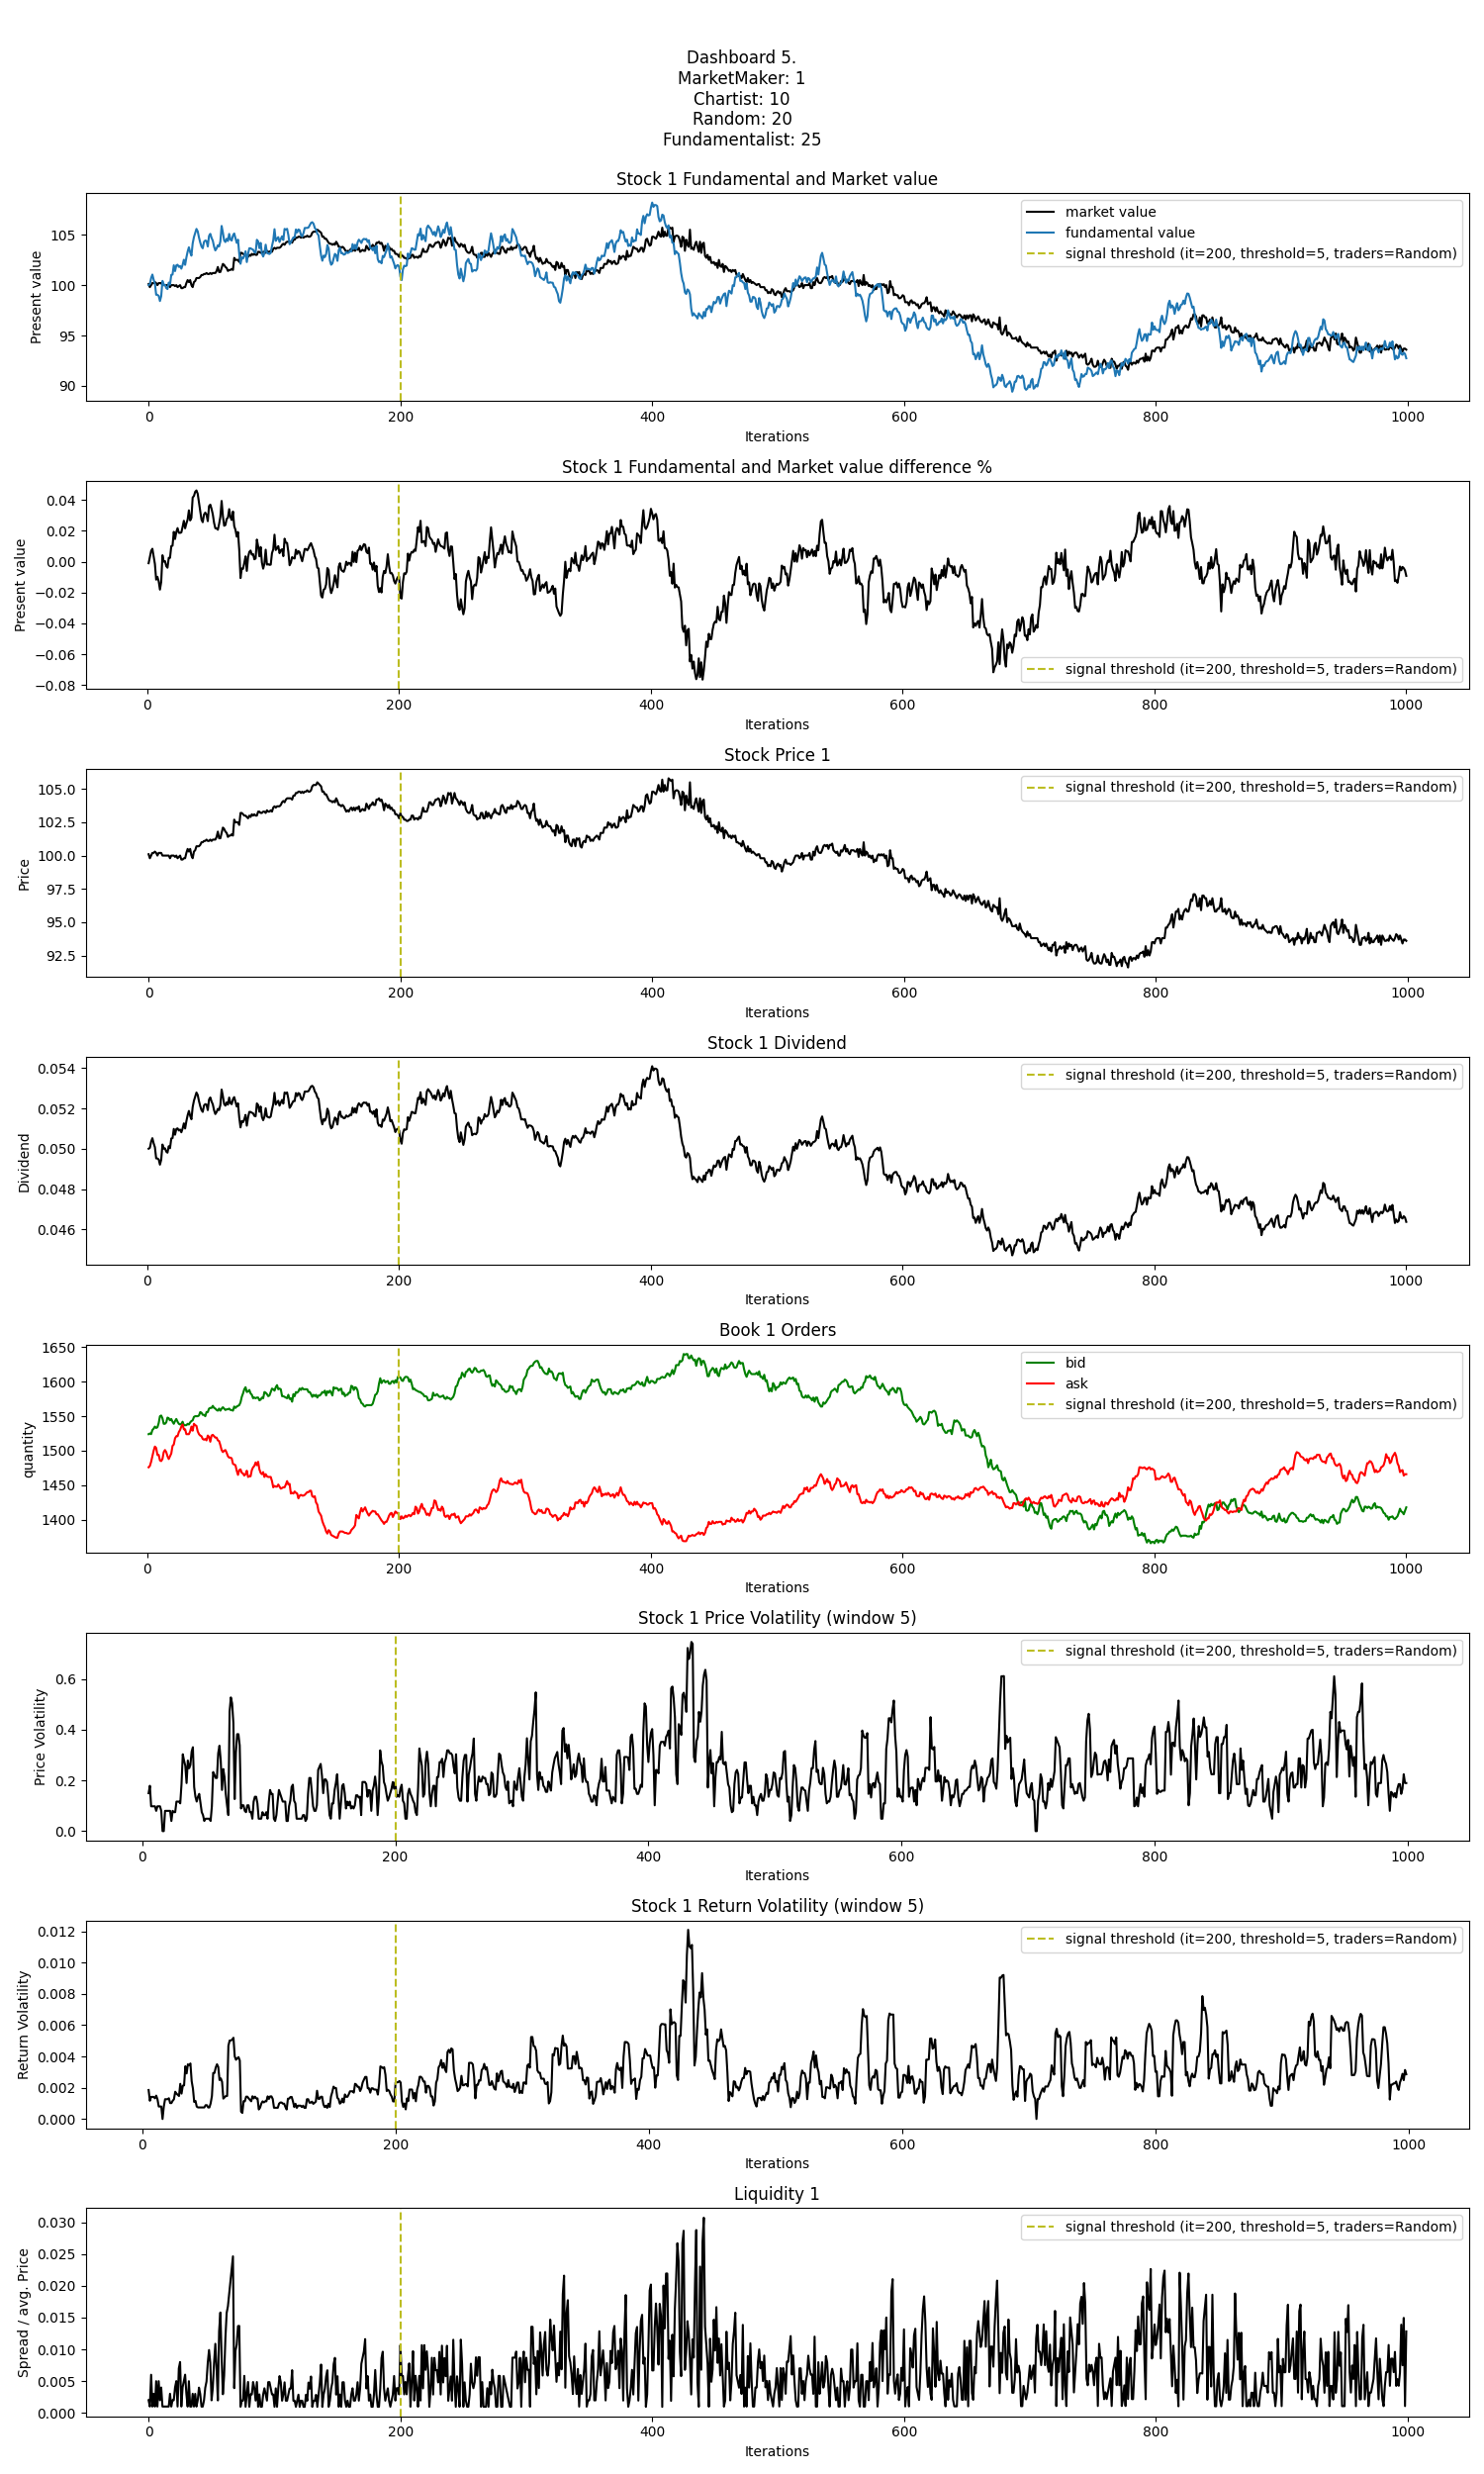 Dashboard 5.
MarketMaker: 1
Chartist: 10
Random: 20
Fundamentalist: 25
Stock 1 Fundamental and Market value
market value
fundamental value
signal threshold (it=200, threshold=5, traders=Random)
Present value
105
100
95
90
0 200 400 600 800 1000
Iterations
Stock 1 Fundamental and Market value difference %
Present value
0.04
0.02
0.00
−0.02
−0.04
−0.06
−0.08
signal threshold (it=200, threshold=5, traders=Random)
0 200 400 600 800 1000
Iterations
Stock Price 1
signal threshold (it=200, threshold=5, traders=Random)
Price
105.0
102.5
100.0
97.5
95.0
92.5
0 200 400 600 800 1000
Iterations
Stock 1 Dividend
signal threshold (it=200, threshold=5, traders=Random)
Dividend
0.054
0.052
0.050
0.048
0.046
0 200 400 600 800 1000
Iterations
Book 1 Orders
bid
ask
signal threshold (it=200, threshold=5, traders=Random)
quantity
1650
1600
1550
1500
1450
1400
0 200 400 600 800 1000
Iterations
Stock 1 Price Volatility (window 5)
signal threshold (it=200, threshold=5, traders=Random)
Price Volatility
0.6
0.4
0.2
0.0
0 200 400 600 800 1000
Iterations
Stock 1 Return Volatility (window 5)
signal threshold (it=200, threshold=5, traders=Random)
Return Volatility
0.012
0.010
0.008
0.006
0.004
0.002
0.000
0 200 400 600 800 1000
Iterations
Liquidity 1
signal threshold (it=200, threshold=5, traders=Random)
Spread / avg. Price
0.030
0.025
0.020
0.015
0.010
0.005
0.000
0 200 400 600 800 1000
Iterations